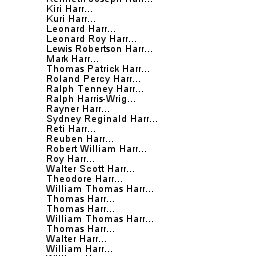 Kenneth Joseph Harr...
Kiri Harr...
Kuri Harr...
Leonard Harr...
Leonard Roy Harr...
Lewis Robertson Harr...
Mark Harr...
Thomas Patrick Harr...
Roland Percy Harr...
Ralph Tenney Harr...
Ralph Harris-Wrig...
Rayner Harr...
Sydney Reginald Harr...
Reti Harr...
Reuben Harr...
Robert William Harr...
Roy Harr...
Walter Scott Harr...
Theodore Harr...
William Thomas Harr...
Thomas Harr...
Thomas Harr...
William Thomas Harr...
Thomas Harr...
Walter Harr...
William Harr...